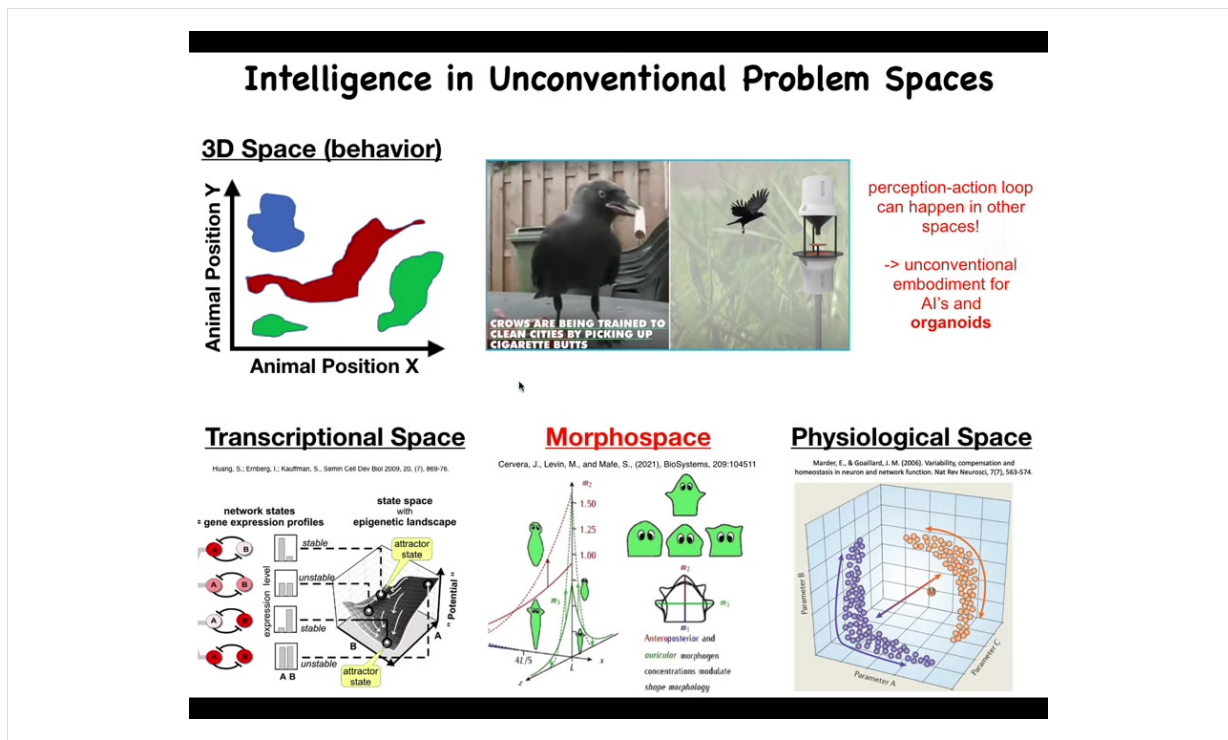 Intelligence in Unconventional Problem Spaces
3D Space (behavior)
Animal Position Y
Animal Position X
CROWS ARE BEING TRAINED TO
CLEAN CITIES BY PICKING UP
CIGARETTE BUTTS
perception-action loop
can happen in other
spaces!
-> unconventional
embodiment for
AI's and
organoids
Transcriptional Space
Huang, S.; Ernberg, I.; Kauffman, S., Semin Cell Dev Biol 2009, 20, (7), 869-76.
network states
= gene expression profiles
state space
with
epigenetic landscape
A
B
stable
attractor
state
A
B
unstable
expression level
A
B
stable
A
B
unstable
A B
B
A
"Potential"
attractor
state
Morphospace
Cervera, J., Levin, M., and Mafe, S., (2021), BioSystems, 209:104511
m₂
1.50
1.25
1.00
m₃
4L/5
L
x
z
m₂
m₃
m₁
Anteroposterior and
auricular morphogen
concentrations modulate
shape morphology
Physiological Space
Marder, E., & Goaillard, J. M. (2006). Variability, compensation and
homeostasis in neuron and network function. Nat Rev Neurosci, 7(7), 563-574.
Parameter B
M
Parameter A
Parameter C